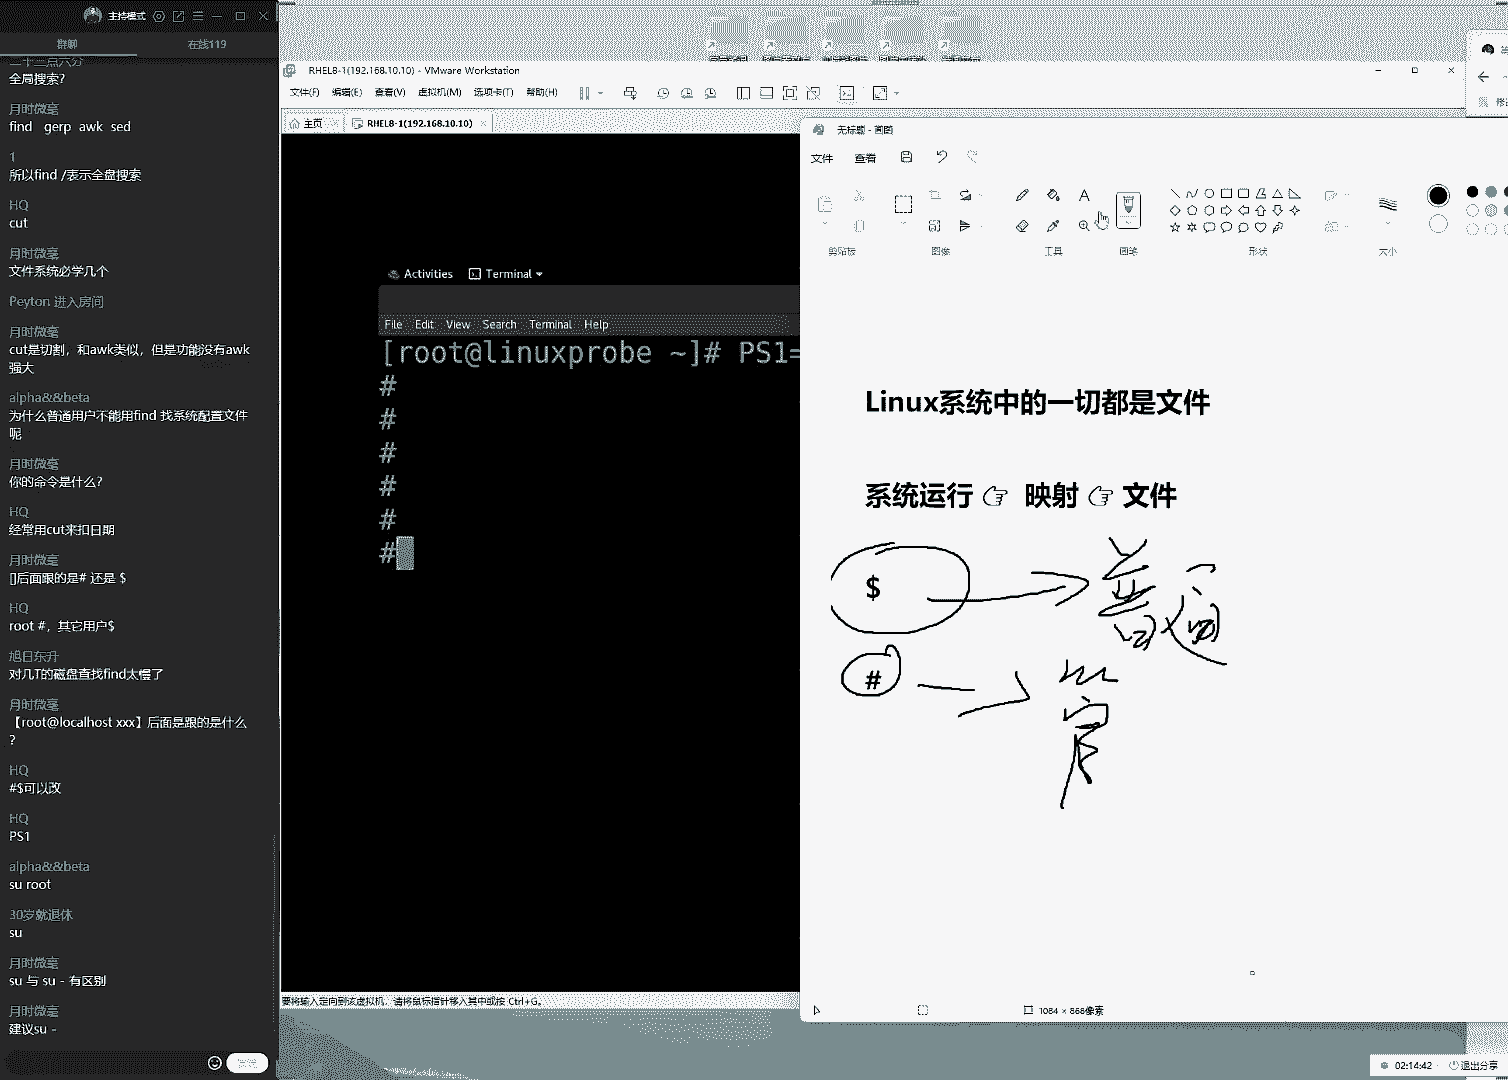 主持模式
群聊
在线119
二十三点六分
全局搜索?
月时微毫
find gerp awk sed
1
所以find /表示全盘搜索
HQ
cut
月时微毫
文件系统必学几个
Peyton 进入房间
月时微毫
cut是切割，和awk类似，但是功能没有awk
强大
alpha&&beta
为什么普通用户不能用find 找系统配置文件
呢
月时微毫
你的命令是什么?
HQ
经常用cut来扣日期
月时微毫
[]后面跟的是# 还是 $
HQ
root #，其它用户$
旭日东升
对几T的磁盘查找find太慢了
月时微毫
【root@localhost xxx】后面是跟的是什么
?
HQ
#$可以改
HQ
PS1
alpha&&beta
su root
30岁就退休
su
月时微毫
su 与 su - 有区别
月时微毫
建议su -
RHEL8-1(192.168.10.10) - VMware Workstation
文件(F) 编辑(E) 查看(V) 虚拟机(M) 选项卡(T) 帮助(H)
主页 RHEL8-1(192.168.10.10)
Activities Terminal
File Edit View Search Terminal Help
[root@linuxprobe ~]# PS1=
#
#
#
#
#
#
要将输入定向到该虚拟机，请将鼠标指针移入其中或按 Ctrl+G。
无标题 - 画图
文件 查看
剪贴板 图像 工具 画笔 形状 大小
Linux系统中的一切都是文件
系统运行 👉 映射 👉 文件
$ 普通
# 管
1084 × 868像素
02:14:42 退出分享